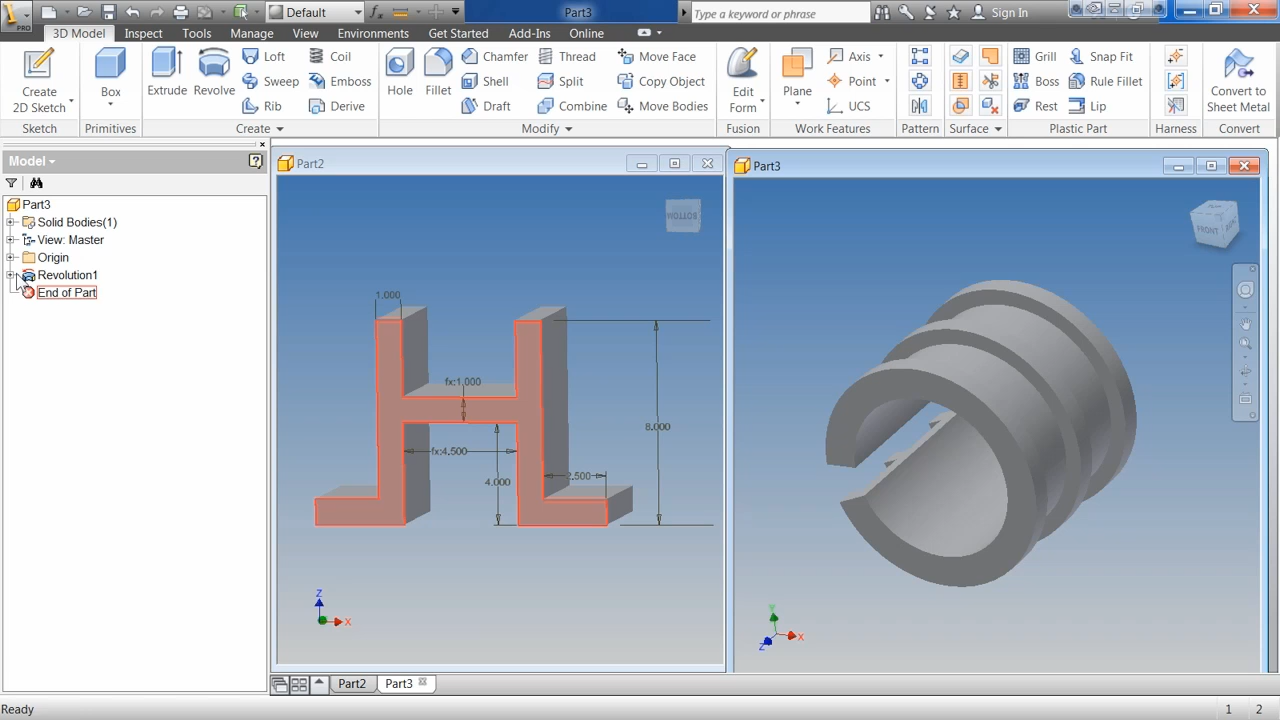 PRO
Default
Part3
Type a keyword or phrase
Sign In
3D Model
Inspect
Tools
Manage
View
Environments
Get Started
Add-Ins
Online
Create
2D Sketch
Box
Extrude
Revolve
Loft
Coil
Sweep
Emboss
Rib
Derive
Hole
Fillet
Chamfer
Thread
Move Face
Shell
Split
Copy Object
Draft
Combine
Move Bodies
Edit
Form
Plane
Axis
Point
UCS
Grill
Snap Fit
Boss
Rule Fillet
Rest
Lip
Convert to
Sheet Metal
Sketch
Primitives
Create
Modify
Fusion
Work Features
Pattern
Surface
Plastic Part
Harness
Convert
Model
Part3
Solid Bodies(1)
View: Master
Origin
Revolution1
End of Part
Part2
BOTTOM
1.000
fx:1.000
fx:4.500
4.000
2.500
8.000
Z
X
Part3
FRONT
Y
X
Z
Part2
Part3
Ready
1
2